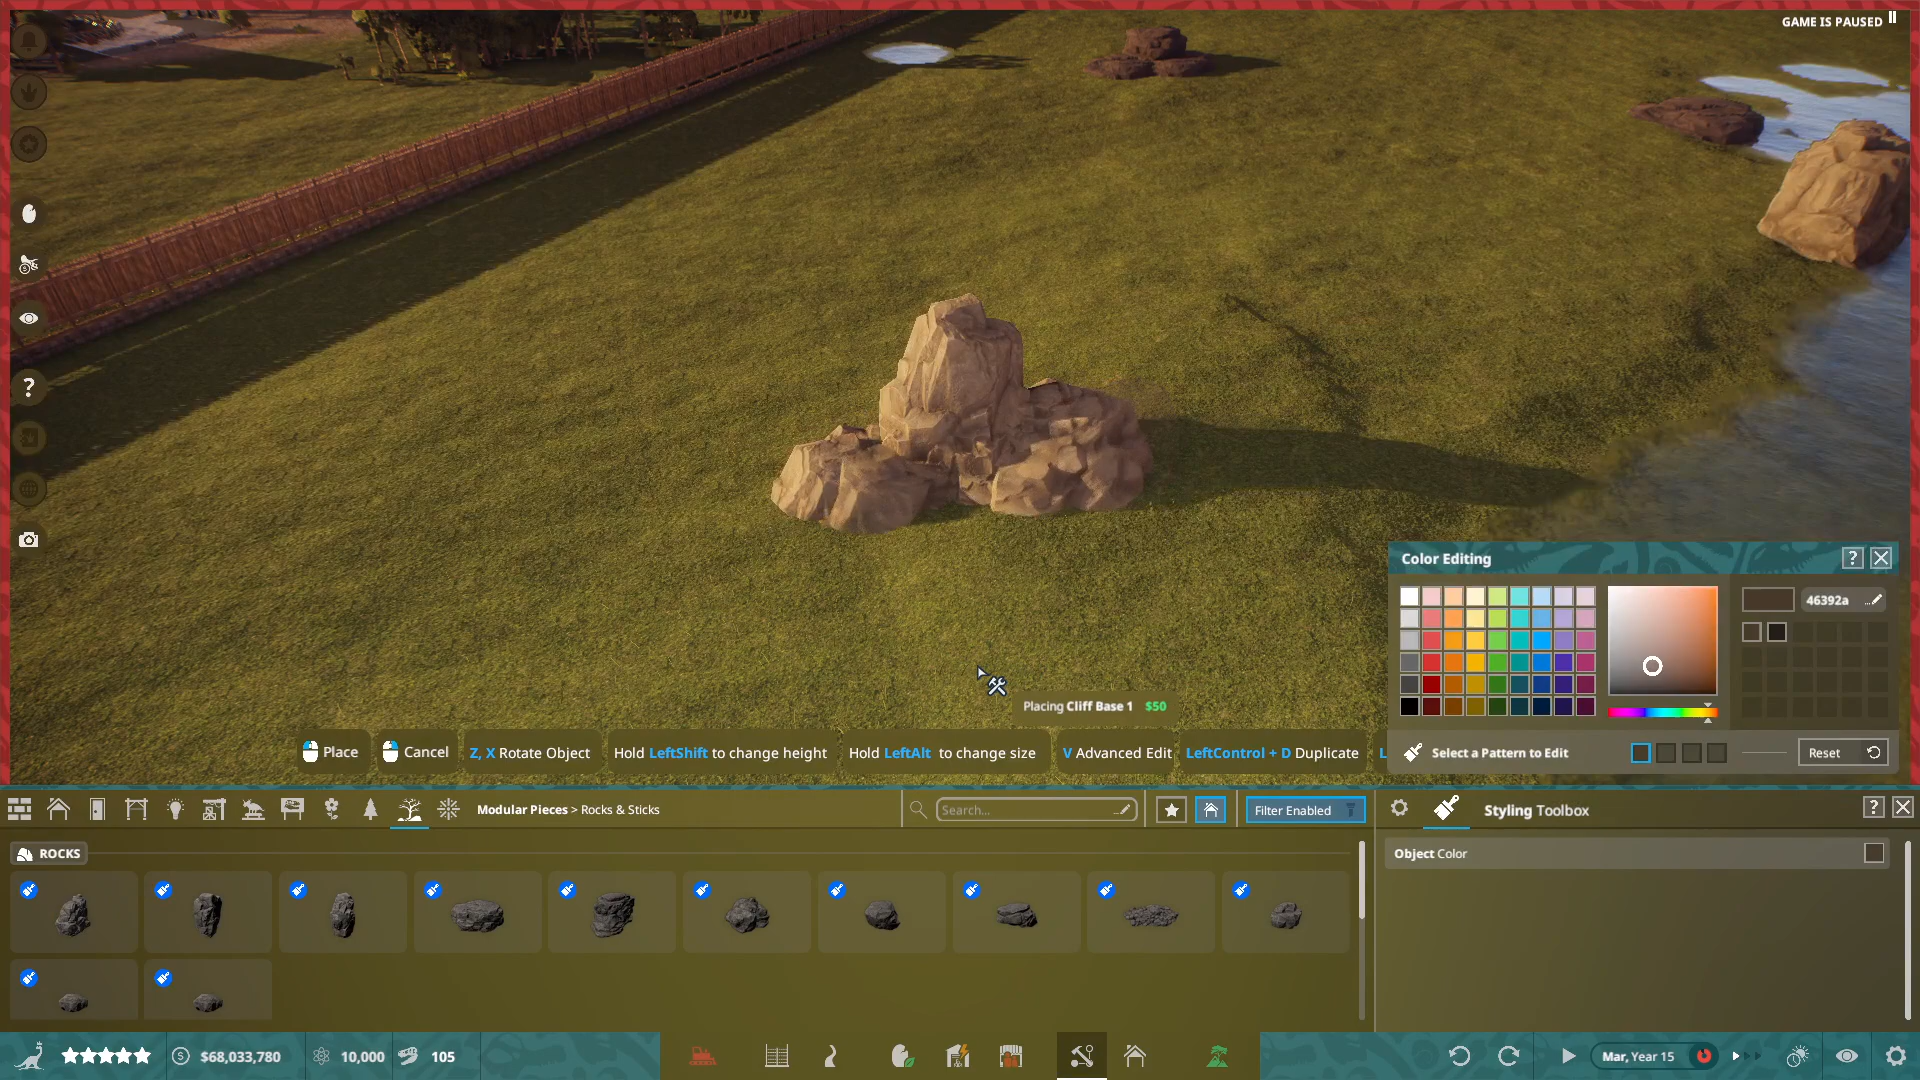 GAME IS PAUSED
?
Color Editing ?
46392a
Placing Cliff Base 1 $50
Place
Cancel
Z, X Rotate Object
Hold LeftShift to change height
Hold LeftAlt to change size
V Advanced Edit
LeftControl + D Duplicate
L
Select a Pattern to Edit
Reset
Modular Pieces > Rocks & Sticks
Search...
Filter Enabled
Styling Toolbox ?
ROCKS
Object Color
$68,033,780
10,000
105
Mar, Year 15